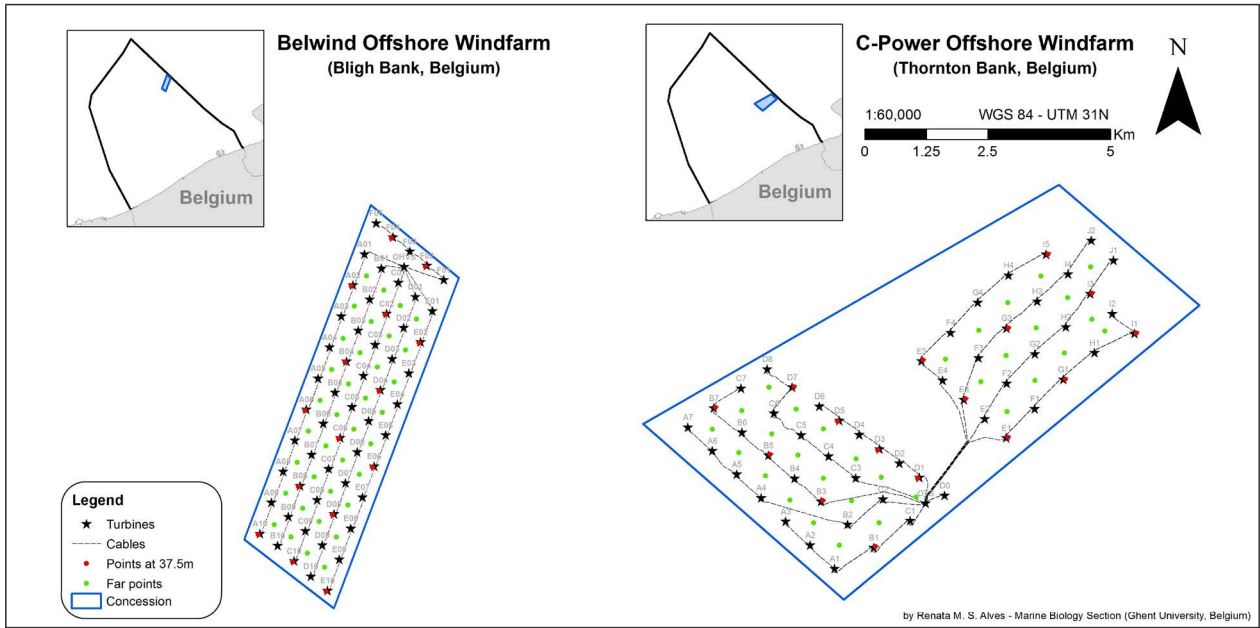 Belwind Offshore Windfarm
(Bligh Bank, Belgium)
Belgium
C-Power Offshore Windfarm
(Thornton Bank, Belgium)
Belgium
N
1:60,000 WGS 84 - UTM 31N
Km
0 1.25 2.5 5
A01
B01
OHVS
E01
A02
B02
C02
D02
E02
A03
B03
C03
D03
E03
A04
B04
C04
D04
E04
A05
B05
C05
D05
E05
A06
B06
C06
D06
E06
A07
B07
C07
D07
E07
A08
B08
C08
D08
E08
A09
B09
C09
D09
E09
A10
B10
C10
D10
E10
J2
I5
J1
H4
I4
G4
H3
I3
I2
F4
G3
H2
I1
E5
F3
G2
H1
E4
F2
G1
E3
E2
F1
E1
D8
C7
D7
B7
C6
D6
A7
B6
C5
D5
D4
A6
B5
C4
D3
D2
A5
B4
C3
D1
A4
B3
D0
A3
B2
C1
A2
B1
A1
Legend
Turbines
Cables
Points at 37.5m
Far points
Concession
by Renata M. S. Alves - Marine Biology Section (Ghent University, Belgium)